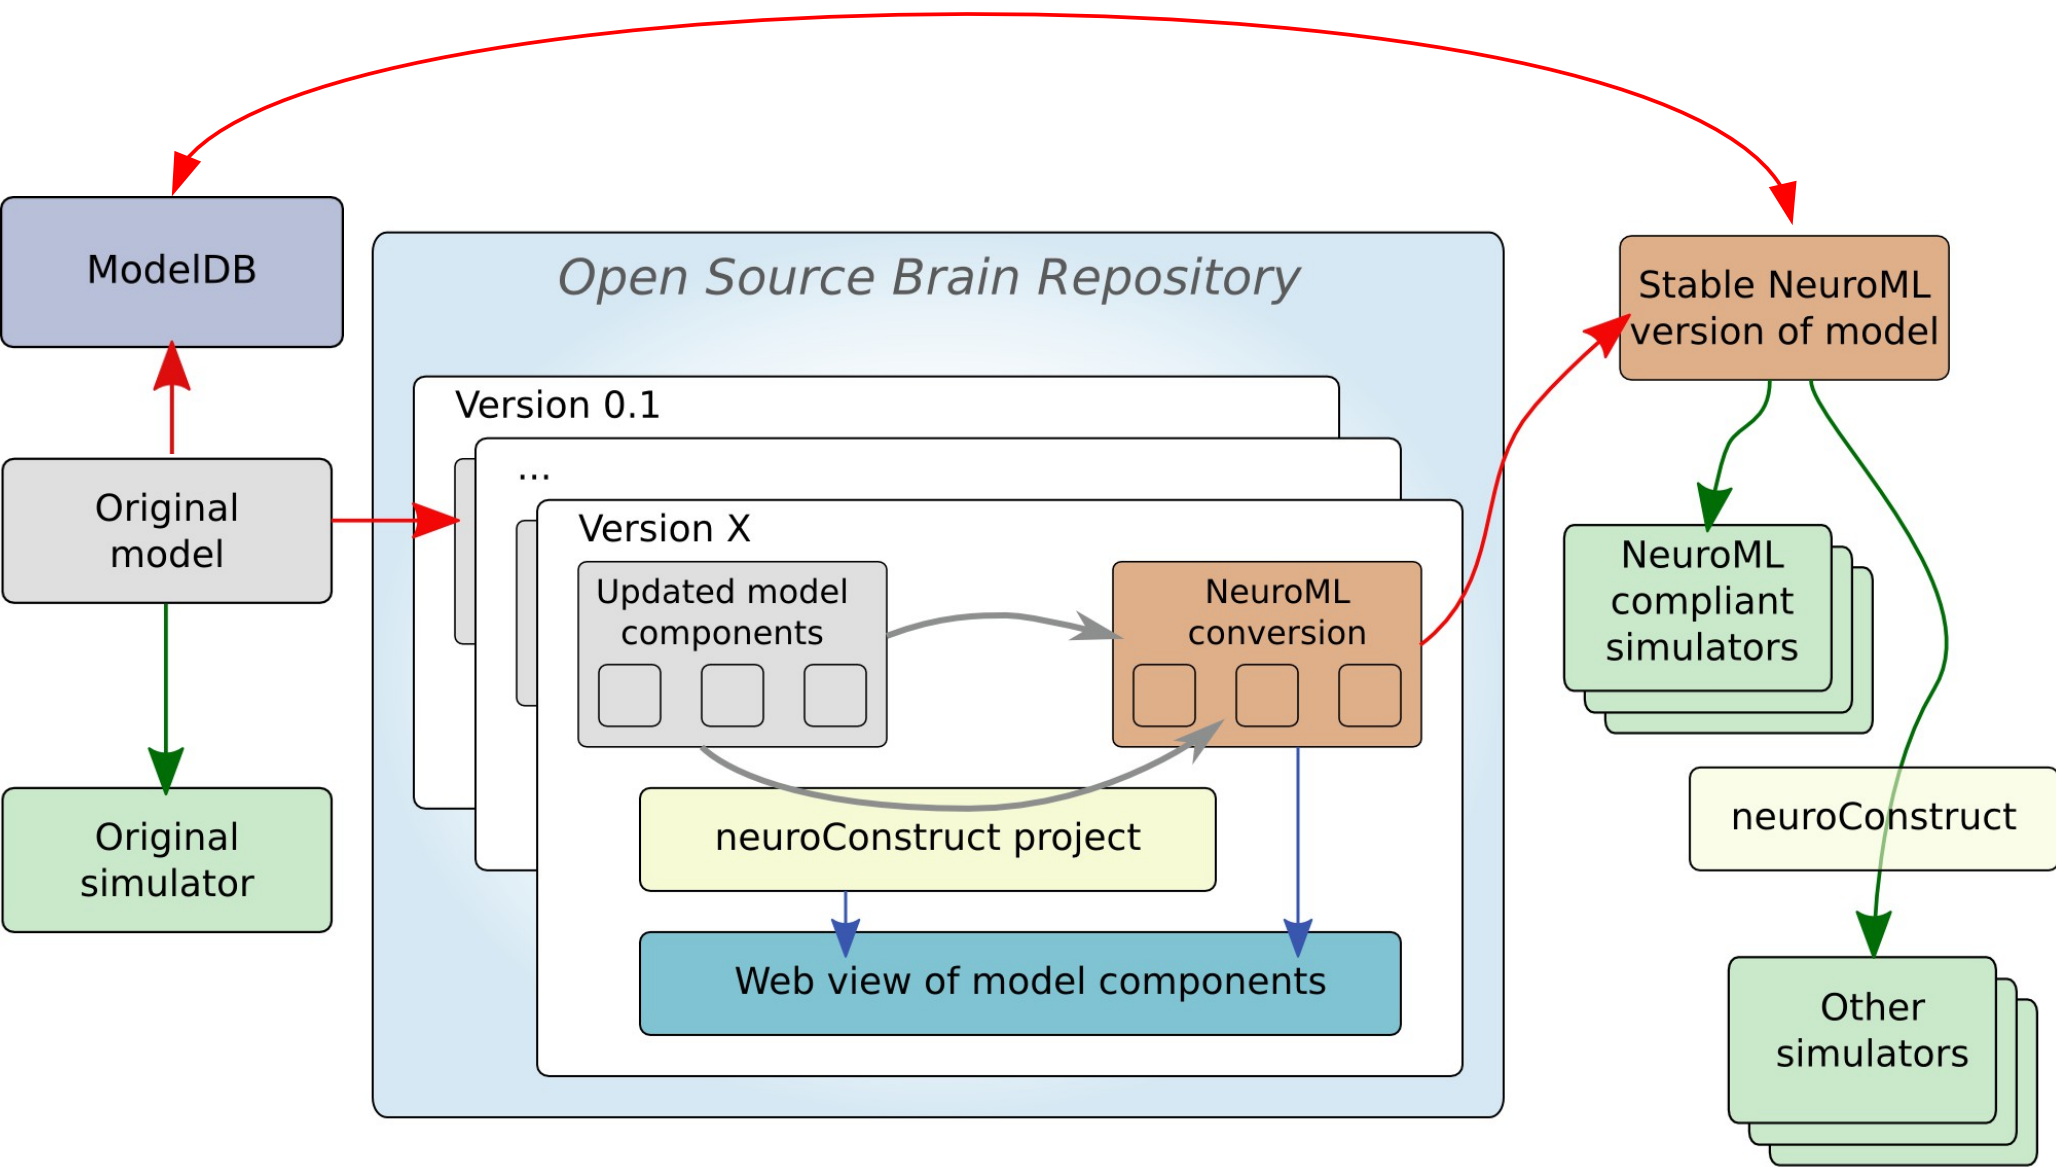 ModelDB
Original
model
Original
simulator
Open Source Brain Repository
Version 0.1
...
Version X
Updated model
components
NeuroML
conversion
neuroConstruct project
Web view of model components
Stable NeuroML
version of model
NeuroML
compliant
simulators
neuroConstruct
Other
simulators